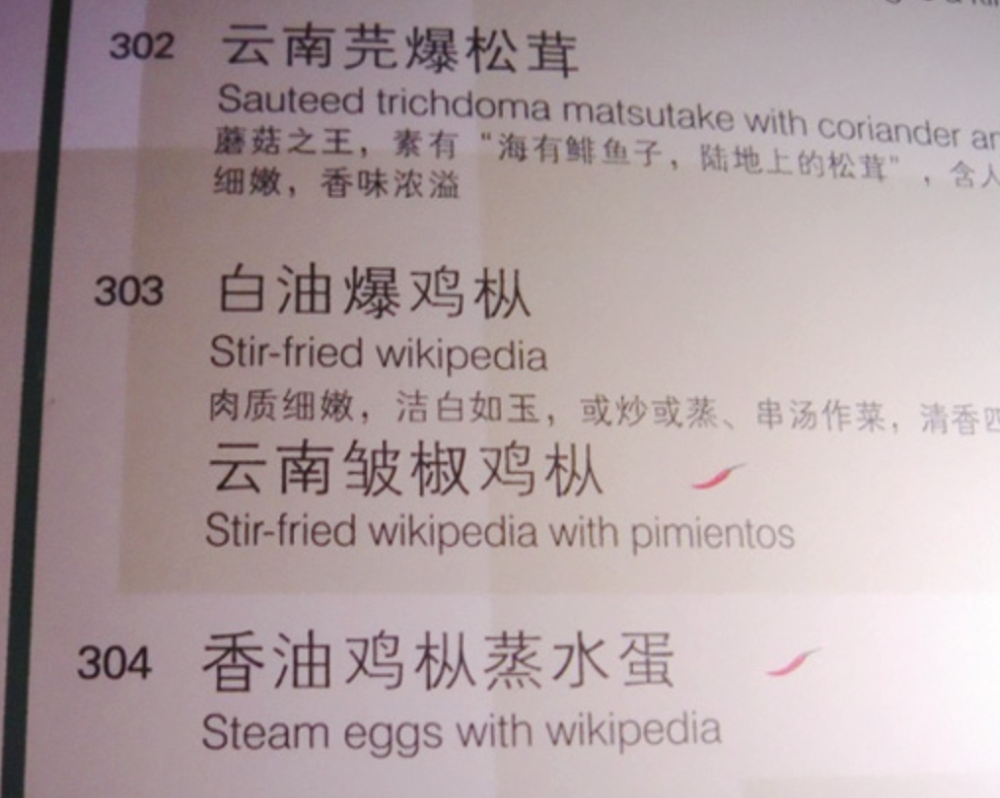 302 云南芫爆松茸
Sauteed trichdoma matsutake with coriander
蘑菇之王，素有“海有鲱鱼子，陆地上的松茸”，含
细嫩，香味浓溢
303 白油爆鸡枞
Stir-fried wikipedia
肉质细嫩，洁白如玉，或炒或蒸、串汤作菜，清香
云南皱椒鸡枞
Stir-fried wikipedia with pimientos
304 香油鸡枞蒸水蛋
Steam eggs with wikipedia